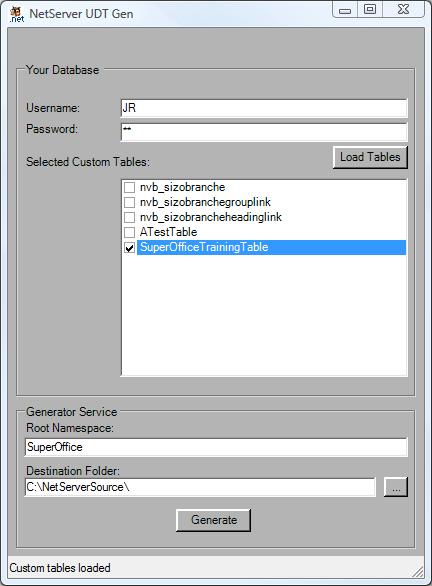 .net NetServer UDT Gen
Your Database
Username: JR
Password: **
Load Tables
Selected Custom Tables:
nvb_sizobranche
nvb_sizobranchegrouplink
nvb_sizobrancheheadinglink
ATestTable
SuperOfficeTrainingTable
Generator Service
Root Namespace:
SuperOffice
Destination Folder:
C:\NetServerSource\
...
Generate
Custom tables loaded